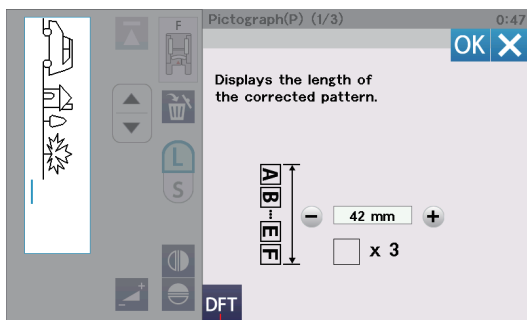 Pictograph(P) (1/3)
0:47
F
OK
Displays the length of
the corrected pattern.
L
S
A
B
E
F
42 mm
x 3
DFT